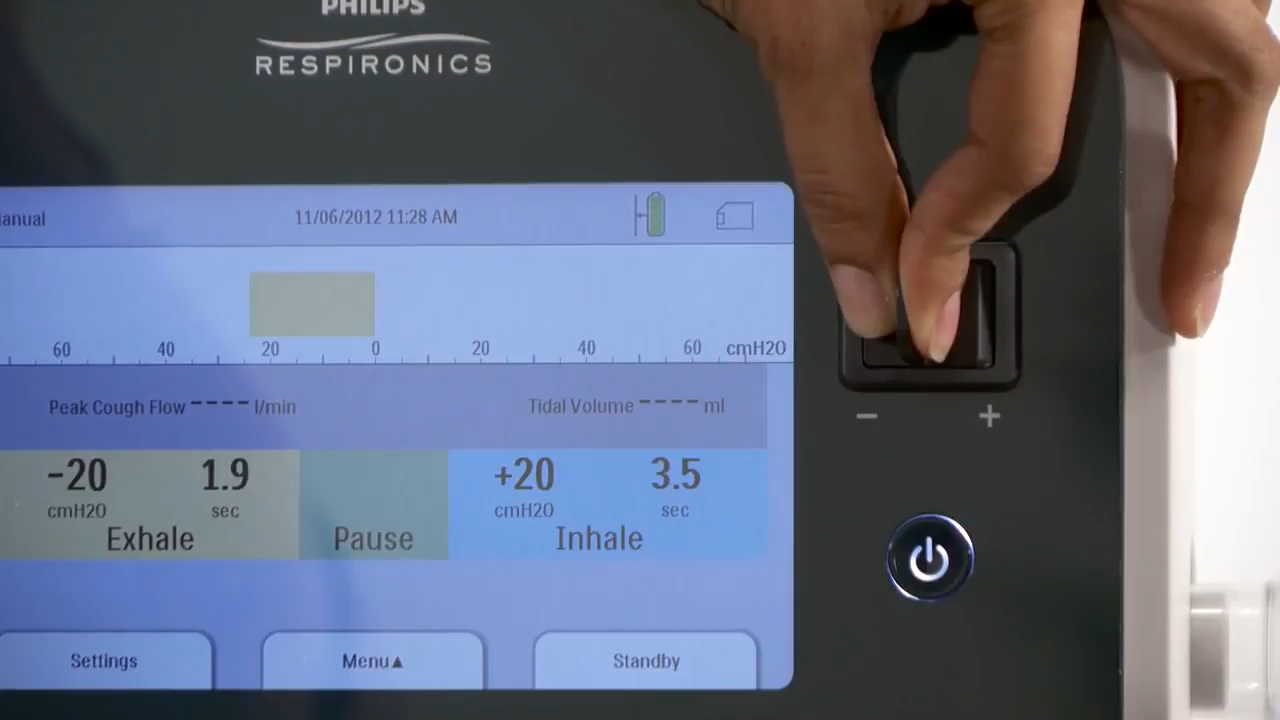 PHILIPS
RESPIRONICS
anual 11/06/2012 11:28 AM
60 40 20 0 20 40 60 cmH2O
Peak Cough Flow ----- l/min Tidal Volume ----- ml
-20 1.9 +20 3.5
cmH2O sec cmH2O sec
Exhale Pause Inhale
- +
Settings Menu▲ Standby